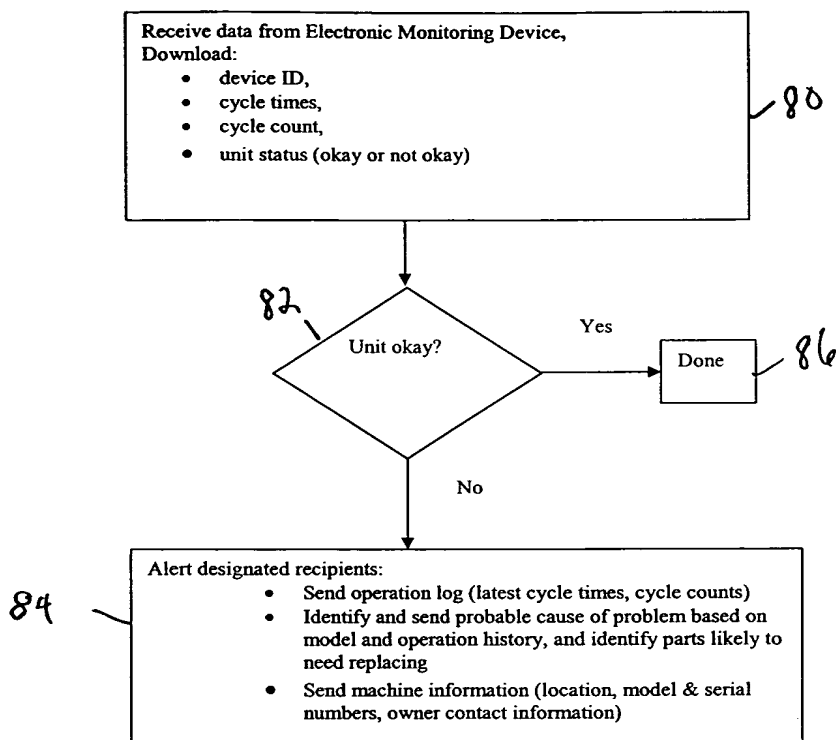 Receive data from Electronic Monitoring Device,
Download:
• device ID,
• cycle times,
• cycle count,
• unit status (okay or not okay)
80
82
Unit okay?
Yes
Done
86
No
84
Alert designated recipients:
• Send operation log (latest cycle times, cycle counts)
• Identify and send probable cause of problem based on
model and operation history, and identify parts likely to
need replacing
• Send machine information (location, model & serial
numbers, owner contact information)